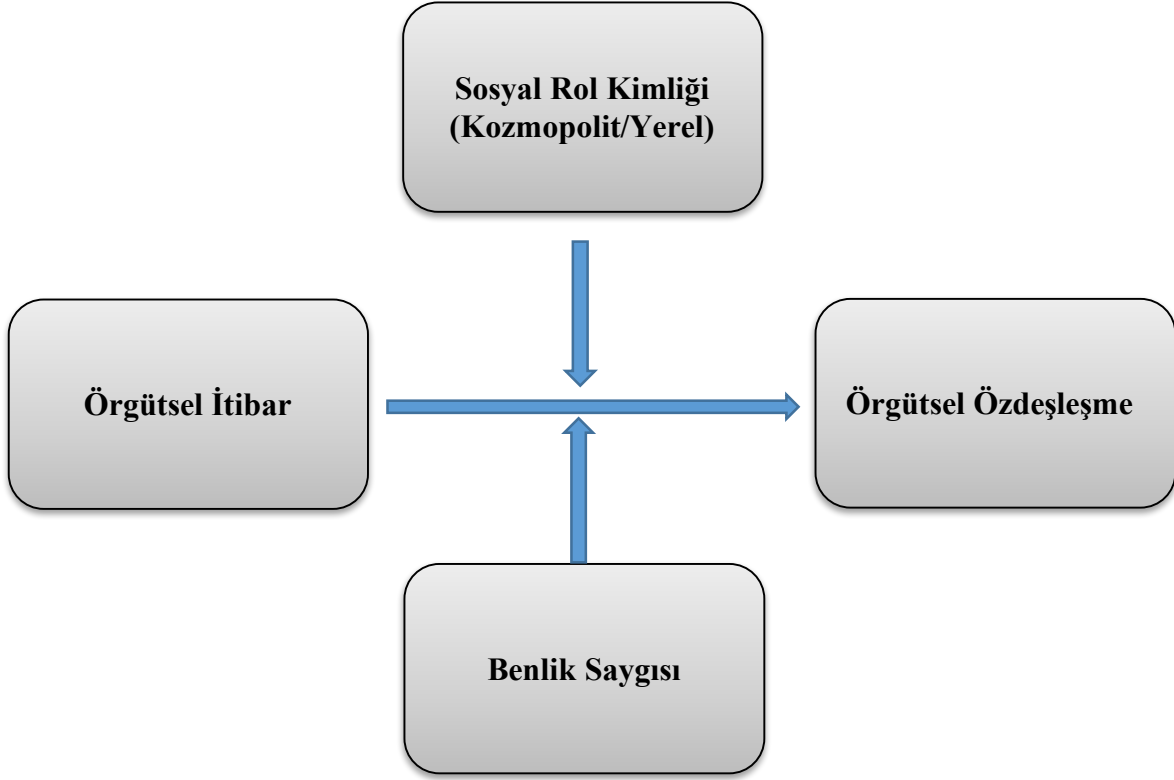 Sosyal Rol Kimliği
(Kozmopolit/Yerel)
Örgütsel İtibar
Örgütsel Özdeşleşme
Benlik Saygısı